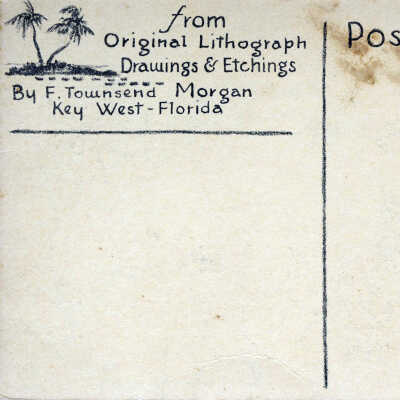 from
Original Lithograph
Drawings & Etchings
By F. Townsend Morgan
Key West-Florida
Pos